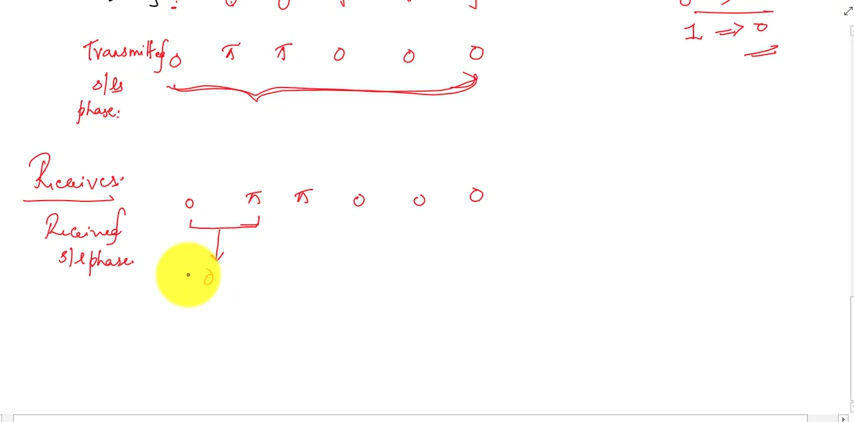 1 => 0
Transmitted 0 π π 0 0 0
s/ls
phase:
Receiver:
0 π π 0 0 0
Received
s/l phase
0